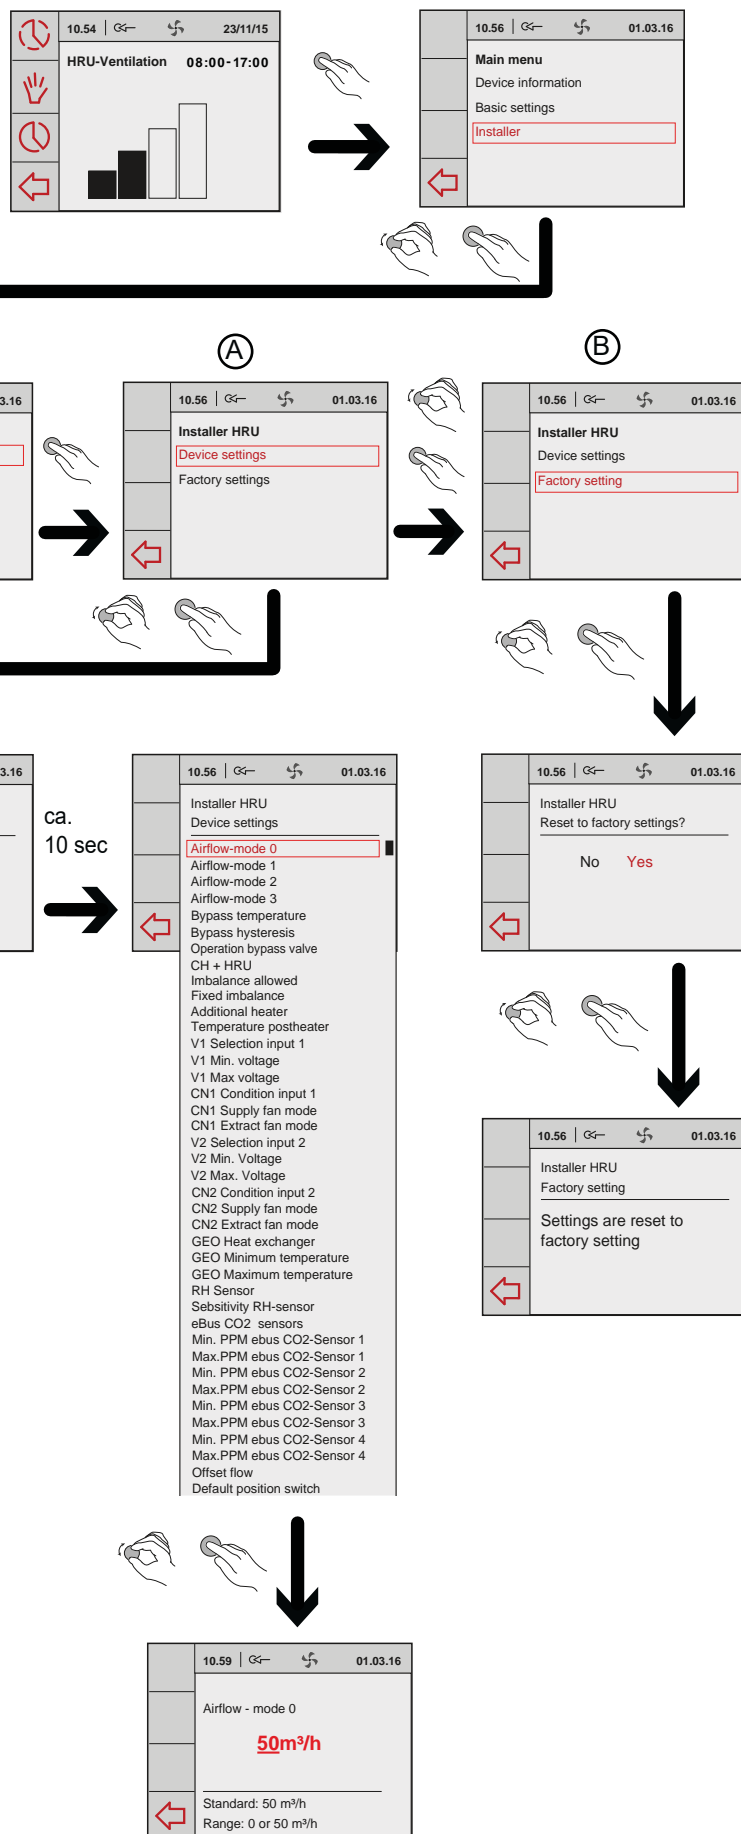 10.54 23/11/15
HRU-Ventilation 08:00-17:00
10.56 01.03.16
Main menu
Device information
Basic settings
Installer
A
B
3.16
10.56 01.03.16
Installer HRU
Device settings
Factory settings
10.56 01.03.16
Installer HRU
Device settings
Factory setting
3.16
ca.
10 sec
10.56 01.03.16
Installer HRU
Device settings
Airflow-mode 0
Airflow-mode 1
Airflow-mode 2
Airflow-mode 3
Bypass temperature
Bypass hysteresis
Operation bypass valve
CH + HRU
Imbalance allowed
Fixed imbalance
Additional heater
Temperature postheater
V1 Selection input 1
V1 Min. voltage
V1 Max voltage
CN1 Condition input 1
CN1 Supply fan mode
CN1 Extract fan mode
V2 Selection input 2
V2 Min. Voltage
V2 Max. Voltage
CN2 Condition input 2
CN2 Supply fan mode
CN2 Extract fan mode
GEO Heat exchanger
GEO Minimum temperature
GEO Maximum temperature
RH Sensor
Sebsitivity RH-sensor
eBus CO2 sensors
Min. PPM ebus CO2-Sensor 1
Max.PPM ebus CO2-Sensor 1
Min. PPM ebus CO2-Sensor 2
Max.PPM ebus CO2-Sensor 2
Min. PPM ebus CO2-Sensor 3
Max.PPM ebus CO2-Sensor 3
Min. PPM ebus CO2-Sensor 4
Max.PPM ebus CO2-Sensor 4
Offset flow
Default position switch
10.56 01.03.16
Installer HRU
Reset to factory settings?
No Yes
10.56 01.03.16
Installer HRU
Factory setting
Settings are reset to
factory setting
10.59 01.03.16
Airflow - mode 0
50m³/h
Standard: 50 m³/h
Range: 0 or 50 m³/h